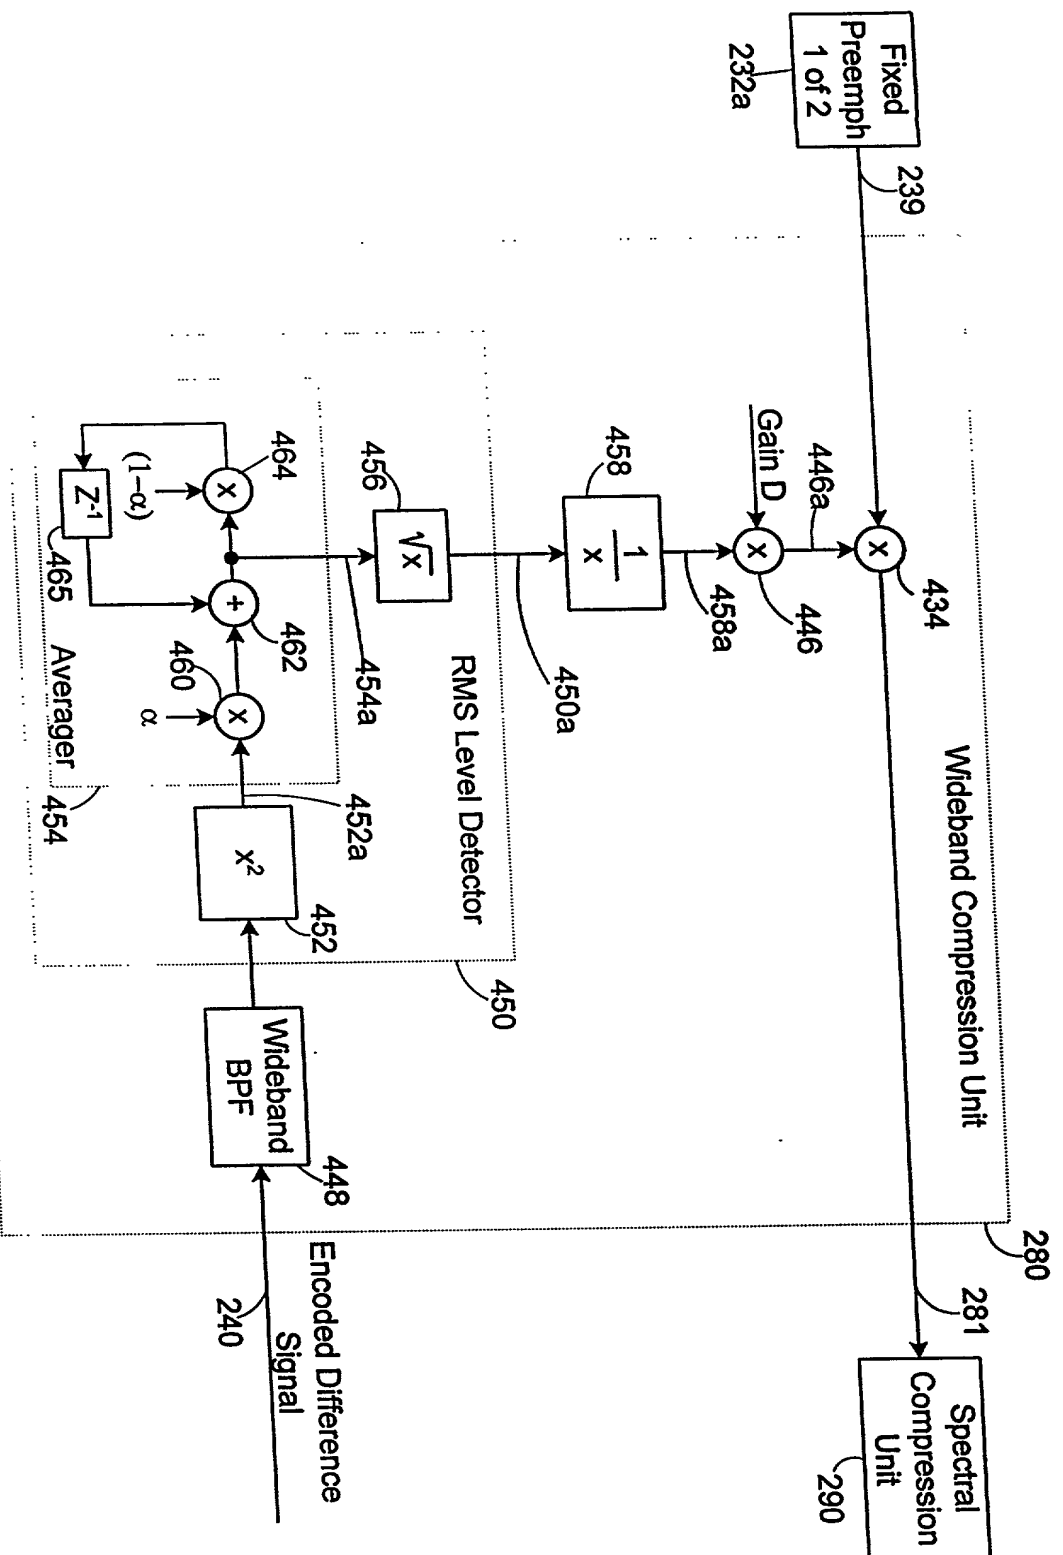 Fixed
Preemph
1 of 2
232a
239
434
Wideband Compression Unit
280
281
Spectral
Compression
Unit
290
Gain D
446a
446
458a
458
1
x
450a
456
√x
RMS Level Detector
450
454a
464
x
(1-α)
Z-1
465
+
462
460
x
α
Averager
454
452a
x2
452
Wideband
BPF
448
Encoded Difference
Signal
240
x
x